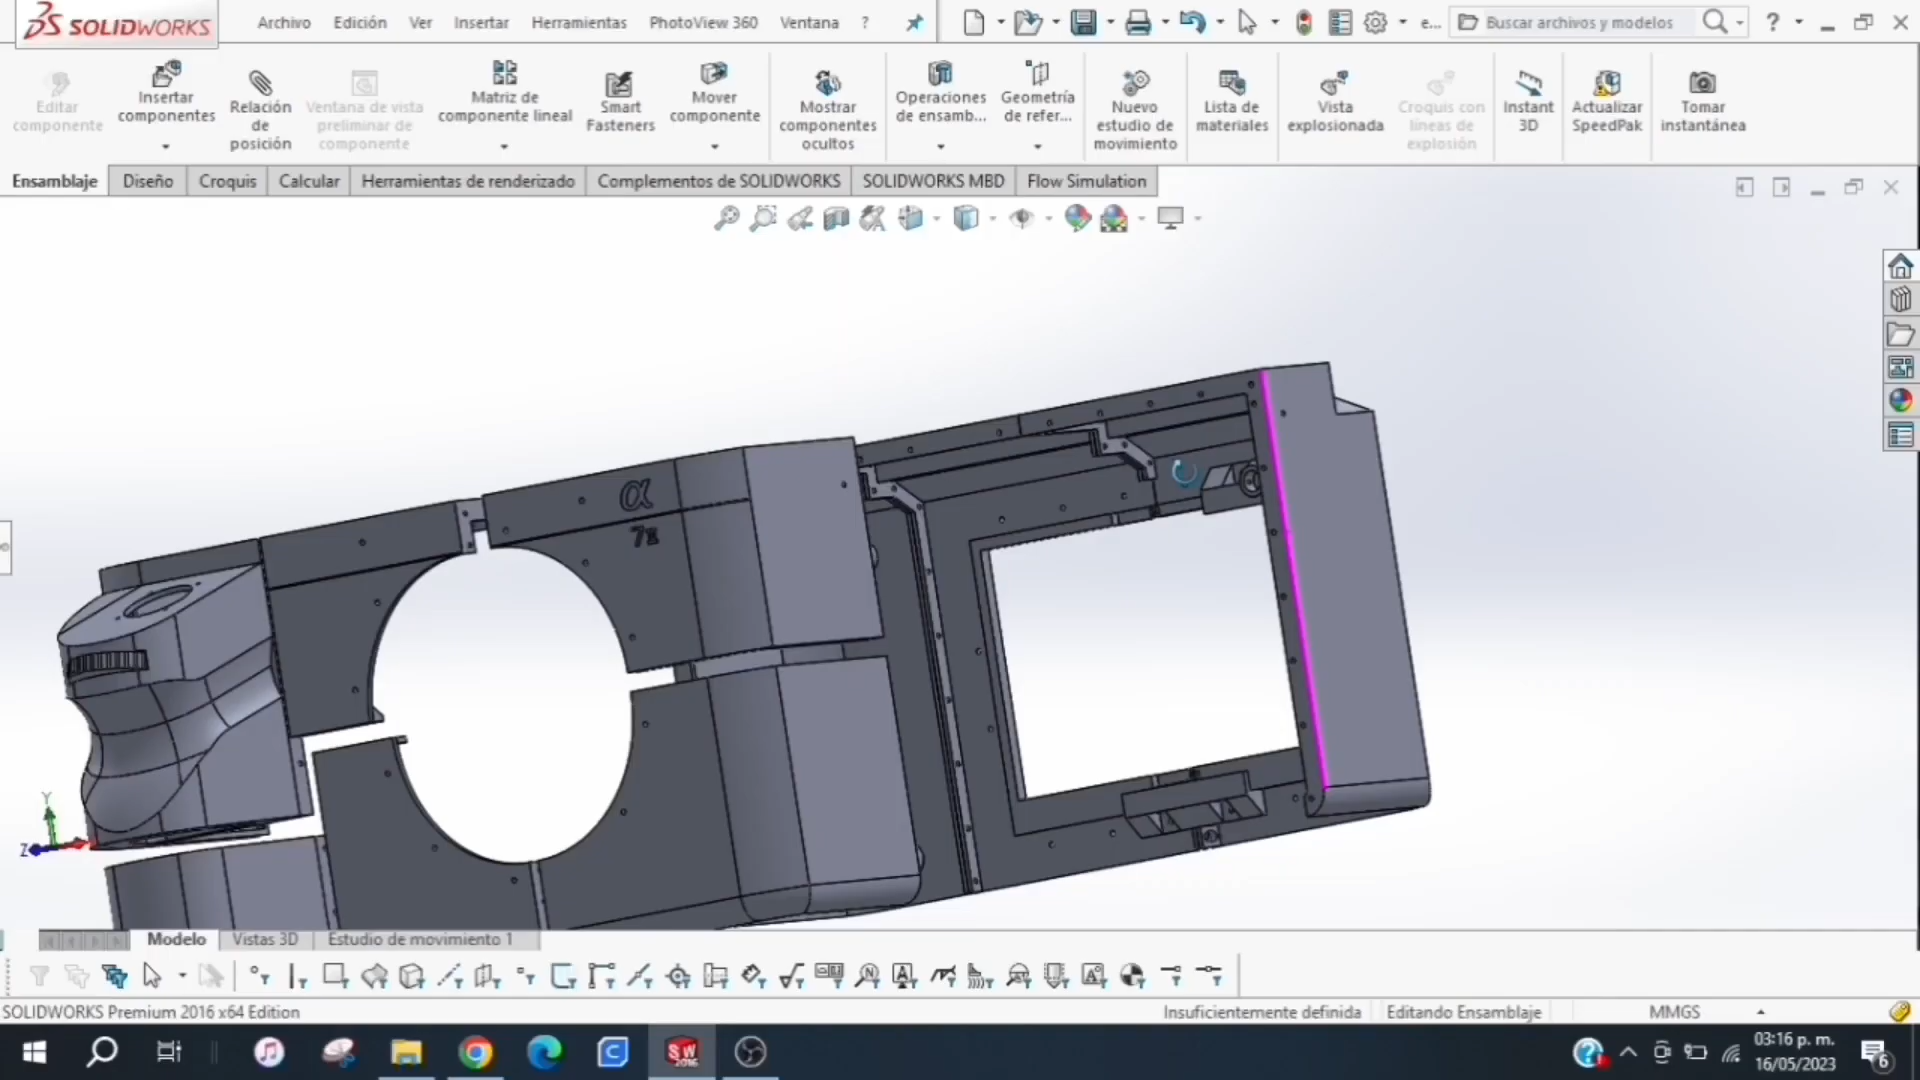 SOLIDWORKS
Archivo Edición Ver Insertar Herramientas PhotoView 360 Ventana ?
e... Buscar archivos y modelos ?
Editar componente
Insertar componentes
Relación de posición
Ventana de vista preliminar de componente
Matriz de componente lineal
Smart Fasteners
Mover componente
Mostrar componentes ocultos
Operaciones de ensamb...
Geometría de refer...
Nuevo estudio de movimiento
Lista de materiales
Vista explosionada
Croquis con líneas de explosión
Instant 3D
Actualizar SpeedPak
Tomar instantánea
Ensamblaje Diseño Croquis Calcular Herramientas de renderizado Complementos de SOLIDWORKS SOLIDWORKS MBD Flow Simulation
α
Y
Z
Modelo Vistas 3D Estudio de movimiento 1
SOLIDWORKS Premium 2016 x64 Edition Insuficientemente definida Editando Ensamblaje MMGS
SW 2016
03:16 p. m.
16/05/2023
6